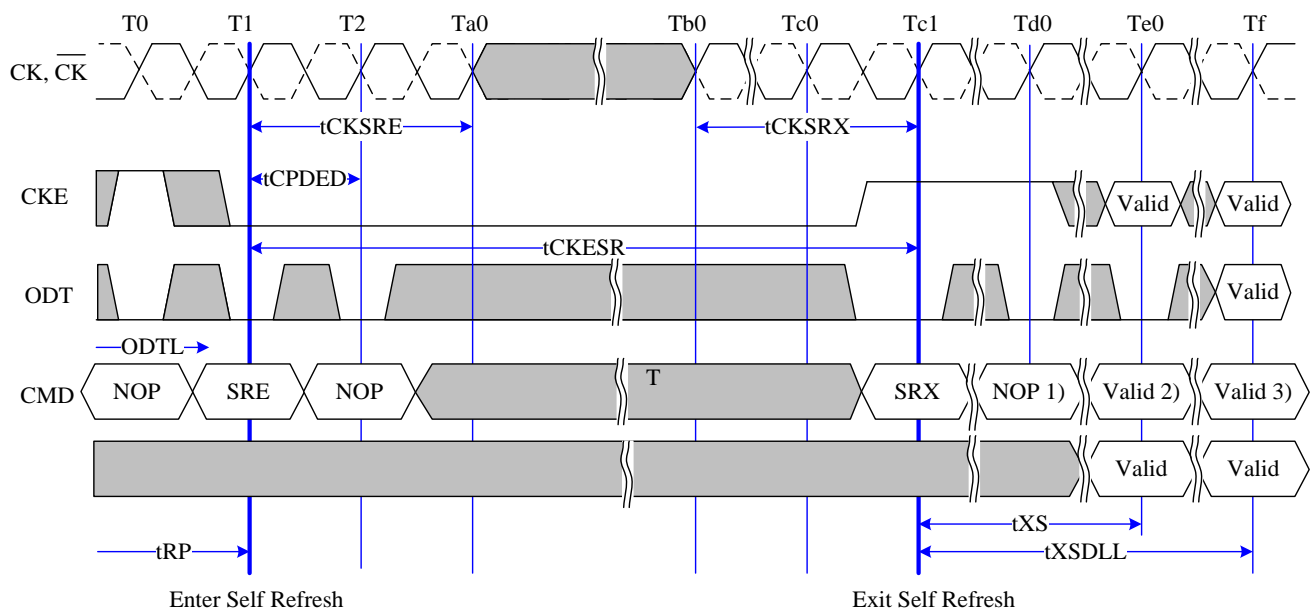 T0 T1 T2 Ta0 Tb0 Tc0 Tc1 Td0 Te0 Tf
CK, CK
tCKSRE tCKSRX
tCPDED
CKE Valid Valid
tCKESR
ODT Valid
ODTL
CMD NOP SRE NOP T SRX NOP 1) Valid 2) Valid 3)
Valid Valid
tXS
tRP tXSDLL
Enter Self Refresh Exit Self Refresh